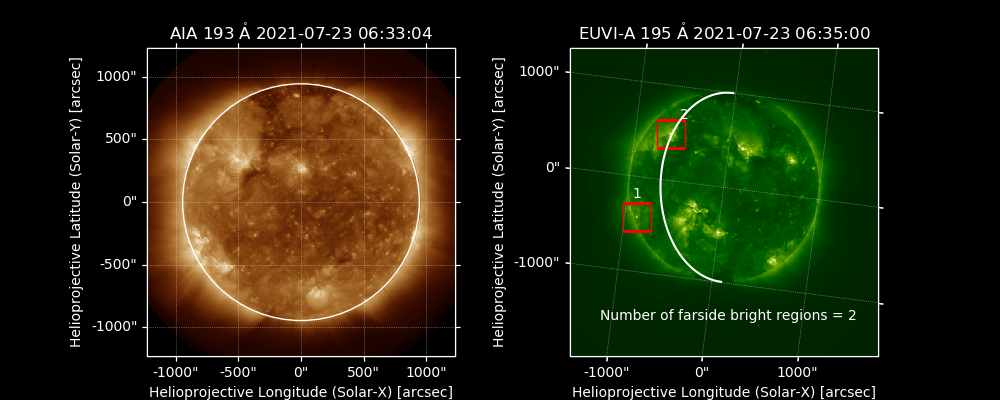 AIA 193 Å 2021-07-23 06:33:04
Helioprojective Latitude (Solar-Y) [arcsec]
1000"
500"
0"
-500"
-1000"
-1000"
-500"
0"
500"
1000"
Helioprojective Longitude (Solar-X) [arcsec]
EUVI-A 195 Å 2021-07-23 06:35:00
Helioprojective Latitude (Solar-Y) [arcsec]
1000"
0"
-1000"
2
1
Number of farside bright regions = 2
-1000"
0"
1000"
Helioprojective Longitude (Solar-X) [arcsec]